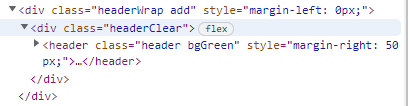 <div class="headerWrap add" style="margin-left: 0px;">
<div class="headerClear"> flex
<header class="header bgGreen" style="margin-right: 50
px;">…</header>
</div>
</div>